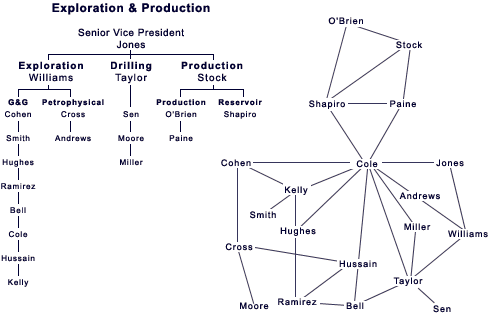 Exploration & Production
Senior Vice President
Jones
Exploration Drilling Production
Williams Taylor Stock
G&G Petrophysical Production Reservoir
Cohen Cross Sen O'Brien Shapiro
Smith Andrews Moore Paine
Hughes Miller
Ramirez
Bell
Cole
Hussain
Kelly
O'Brien
Stock
Shapiro Paine
Cohen Cole Jones
Kelly Andrews
Smith
Hughes Miller Williams
Cross
Hussain
Taylor
Moore Ramirez Bell Sen